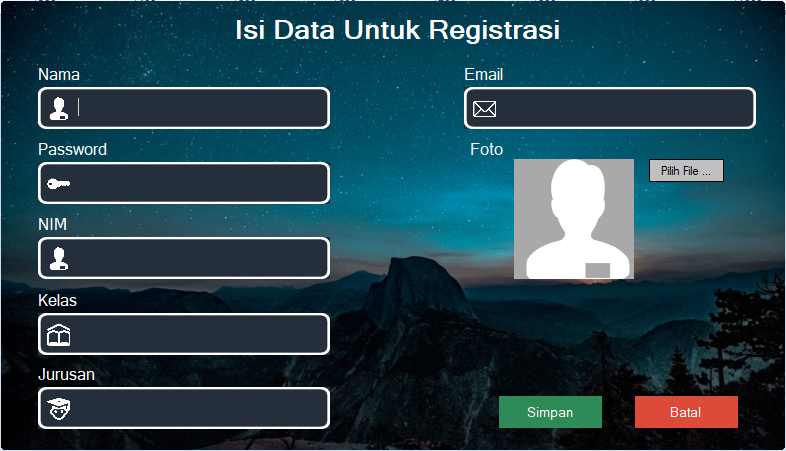 Isi Data Untuk Registrasi
Nama
Password
NIM
Kelas
Jurusan
Email
Foto
Pilih File ...
Simpan
Batal